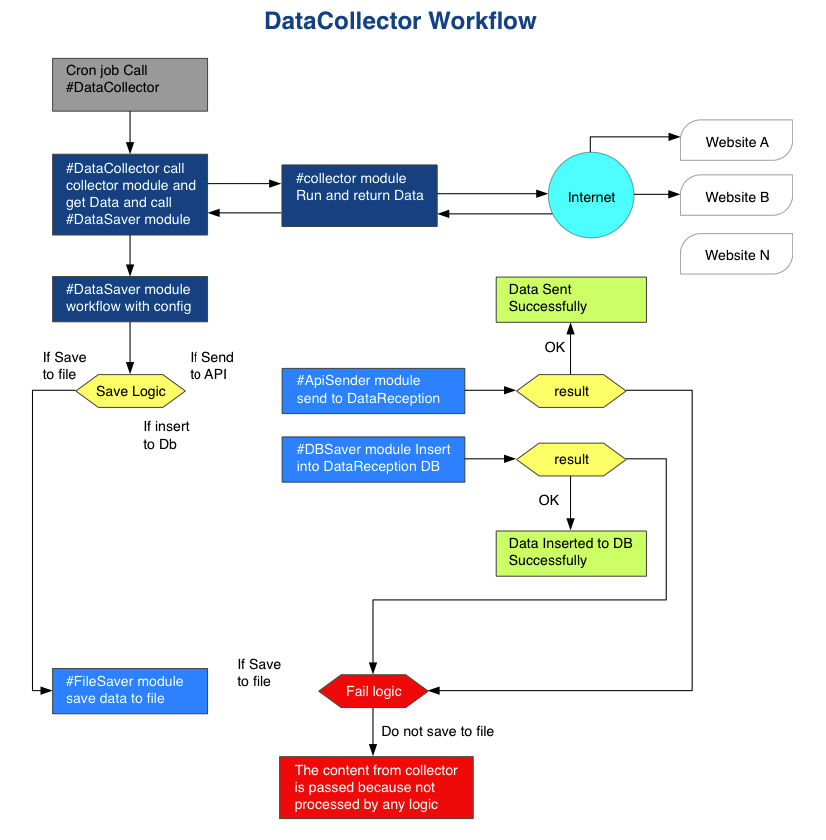 DataCollector Workflow
Cron job Call
#DataCollector
#DataCollector call
collector module and
get Data and call
#DataSaver module
#collector module
Run and return Data
Internet
Website A
Website B
Website N
#DataSaver module
workflow with config
Data Sent
Successfully
OK
If Save
to file
If Send
to API
Save Logic
If insert
to Db
#ApiSender module
send to DataReception
result
#DBSaver module Insert
into DataReception DB
result
OK
Data Inserted to DB
Successfully
If Save
to file
#FileSaver module
save data to file
Fail logic
Do not save to file
The content from collector
is passed because not
processed by any logic